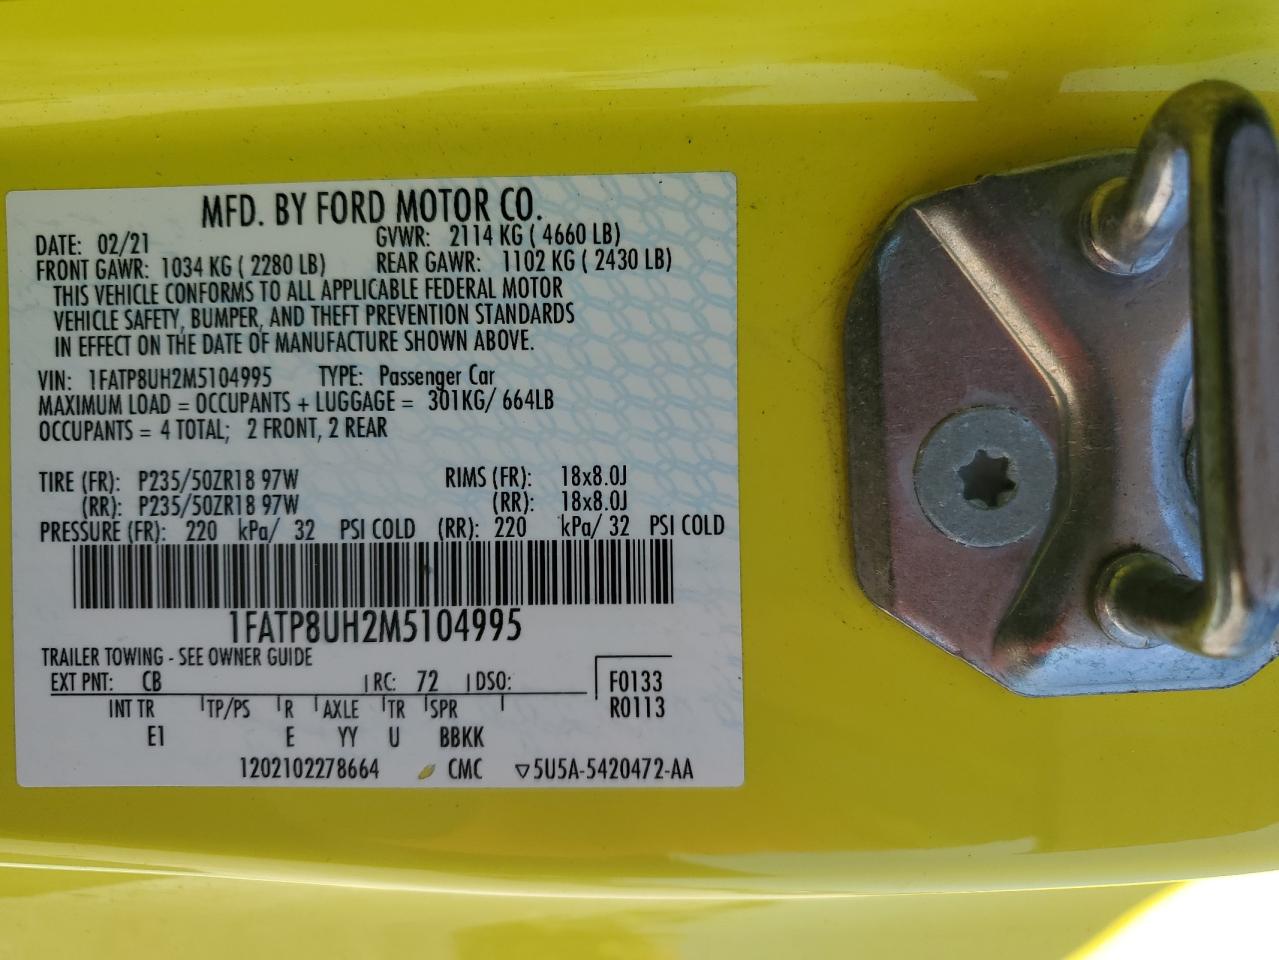 MFD. BY FORD MOTOR CO.
DATE: 02/21 GVWR: 2114 KG ( 4660 LB)
FRONT GAWR: 1034 KG ( 2280 LB) REAR GAWR: 1102 KG ( 2430 LB)
THIS VEHICLE CONFORMS TO ALL APPLICABLE FEDERAL MOTOR
VEHICLE SAFETY, BUMPER, AND THEFT PREVENTION STANDARDS
IN EFFECT ON THE DATE OF MANUFACTURE SHOWN ABOVE.
VIN: 1FATP8UH2M5104995 TYPE: Passenger Car
MAXIMUM LOAD = OCCUPANTS + LUGGAGE = 301KG/ 664LB
OCCUPANTS = 4 TOTAL; 2 FRONT, 2 REAR
TIRE (FR): P235/50ZR18 97W RIMS (FR): 18x8.0J
(RR): P235/50ZR18 97W (RR): 18x8.0J
PRESSURE (FR): 220 kPa/ 32 PSI COLD (RR): 220 kPa/ 32 PSI COLD
1FATP8UH2M5104995
TRAILER TOWING - SEE OWNER GUIDE
EXT PNT: CB RC: 72 DSO: F0133
INT TR TP/PS R AXLE TR SPR R0113
E1 E YY U BBKK
1202102278664 CMC ▽5U5A-5420472-AA